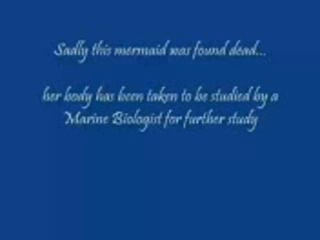 Sadly this mermaid was found dead...
her body has been taken to be studied by a
Marine Biologist for further study